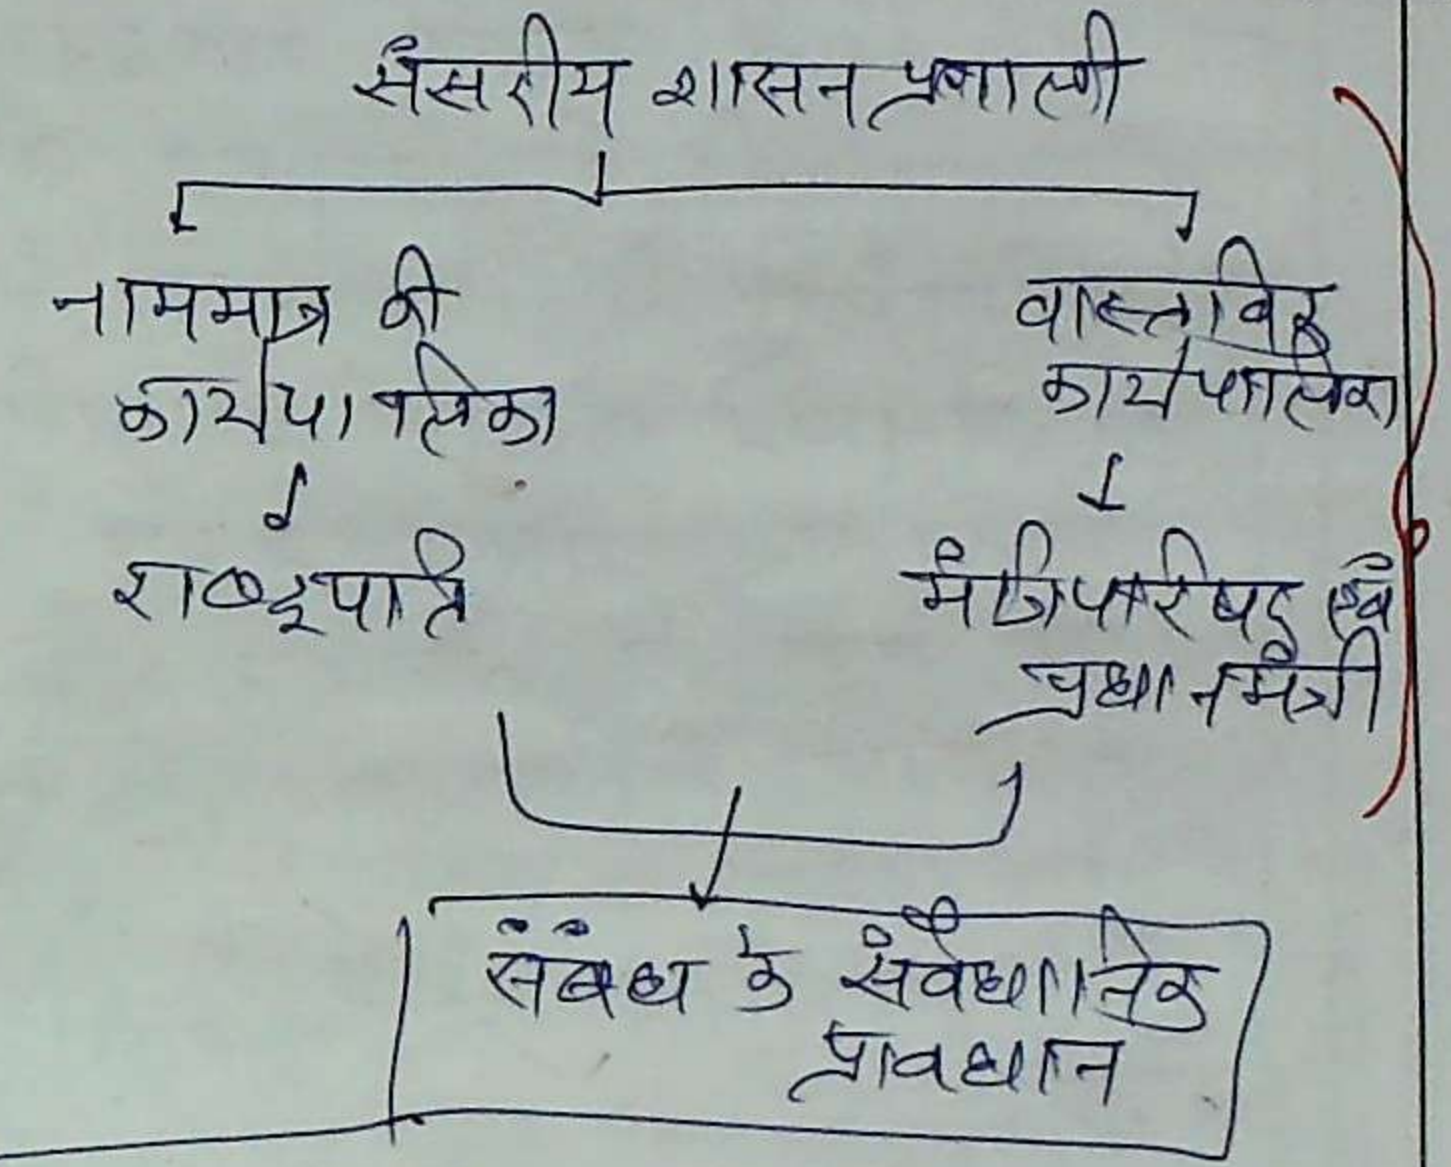 संसदीय शासन प्रणाली
नाममात्र की
कार्यपालिका
वास्तविक
कार्यपालिका
राष्ट्रपति
मंत्रिपरिषद एवं
प्रधानमंत्री
संबंध के संवैधानिक
प्रावधान